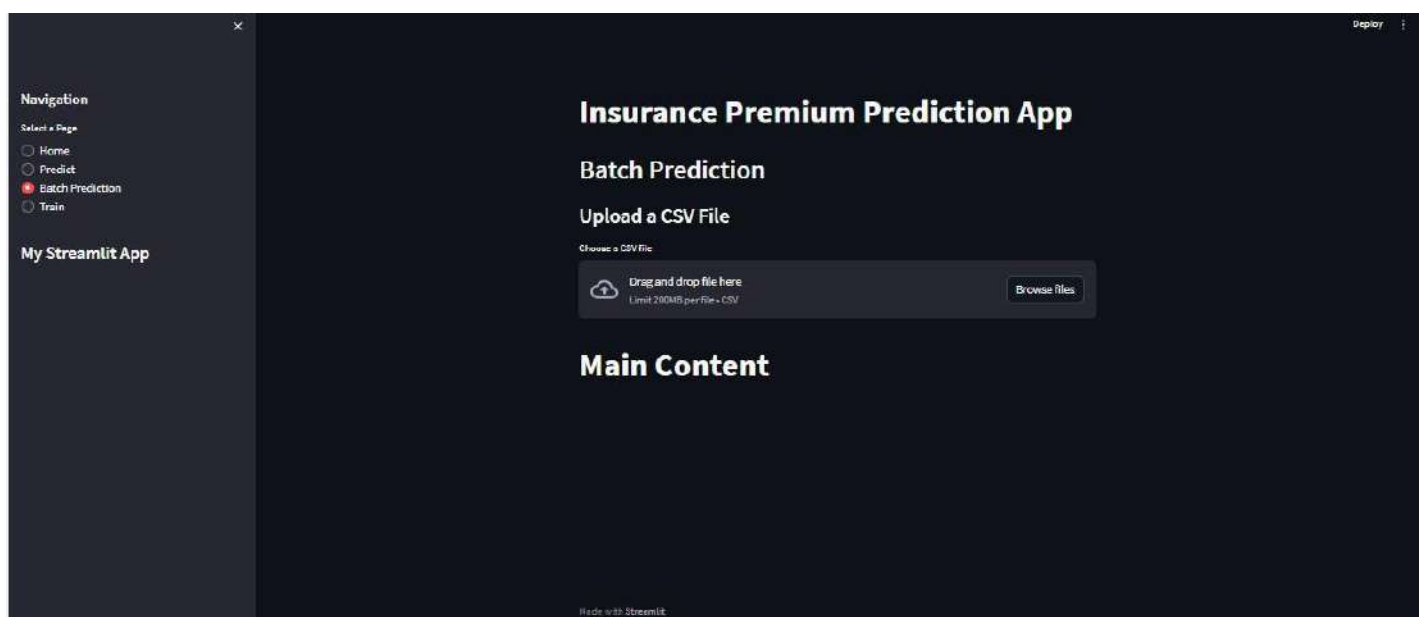 Deploy
Navigation
Select a Page
Home
Predict
Batch Prediction
Train
My Streamlit App
Insurance Premium Prediction App
Batch Prediction
Upload a CSV File
Choose a CSV file
Drag and drop file here
Limit 200MB per file • CSV
Browse files
Main Content
Made with Streamlit